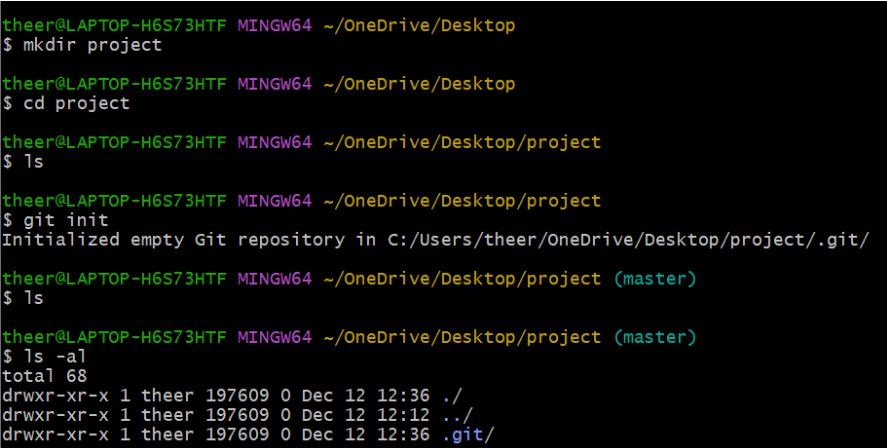 theer@LAPTOP-H6S73HTF MINGW64 ~/OneDrive/Desktop
$ mkdir project
theer@LAPTOP-H6S73HTF MINGW64 ~/OneDrive/Desktop
$ cd project
theer@LAPTOP-H6S73HTF MINGW64 ~/OneDrive/Desktop/project
$ ls
theer@LAPTOP-H6S73HTF MINGW64 ~/OneDrive/Desktop/project
$ git init
Initialized empty Git repository in C:/Users/theer/OneDrive/Desktop/project/.git/
theer@LAPTOP-H6S73HTF MINGW64 ~/OneDrive/Desktop/project (master)
$ ls
theer@LAPTOP-H6S73HTF MINGW64 ~/OneDrive/Desktop/project (master)
$ ls -al
total 68
drwxr-xr-x 1 theer 197609 0 Dec 12 12:36 ./
drwxr-xr-x 1 theer 197609 0 Dec 12 12:12 ../
drwxr-xr-x 1 theer 197609 0 Dec 12 12:36 .git/